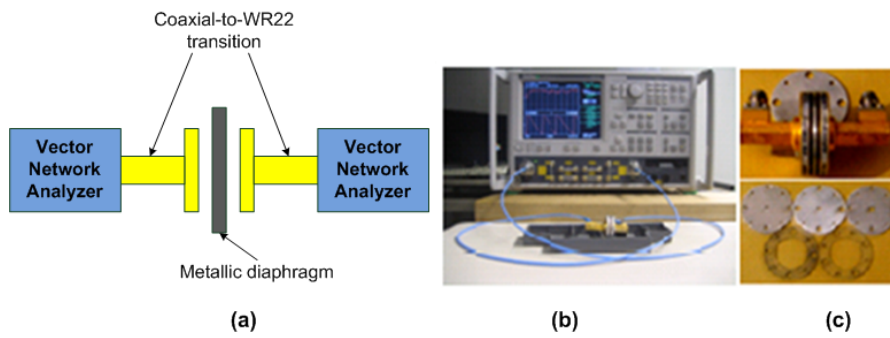 Coaxial-to-WR22
transition
Vector
Network
Analyzer
Vector
Network
Analyzer
Metallic diaphragm
(a)
(b)
(c)